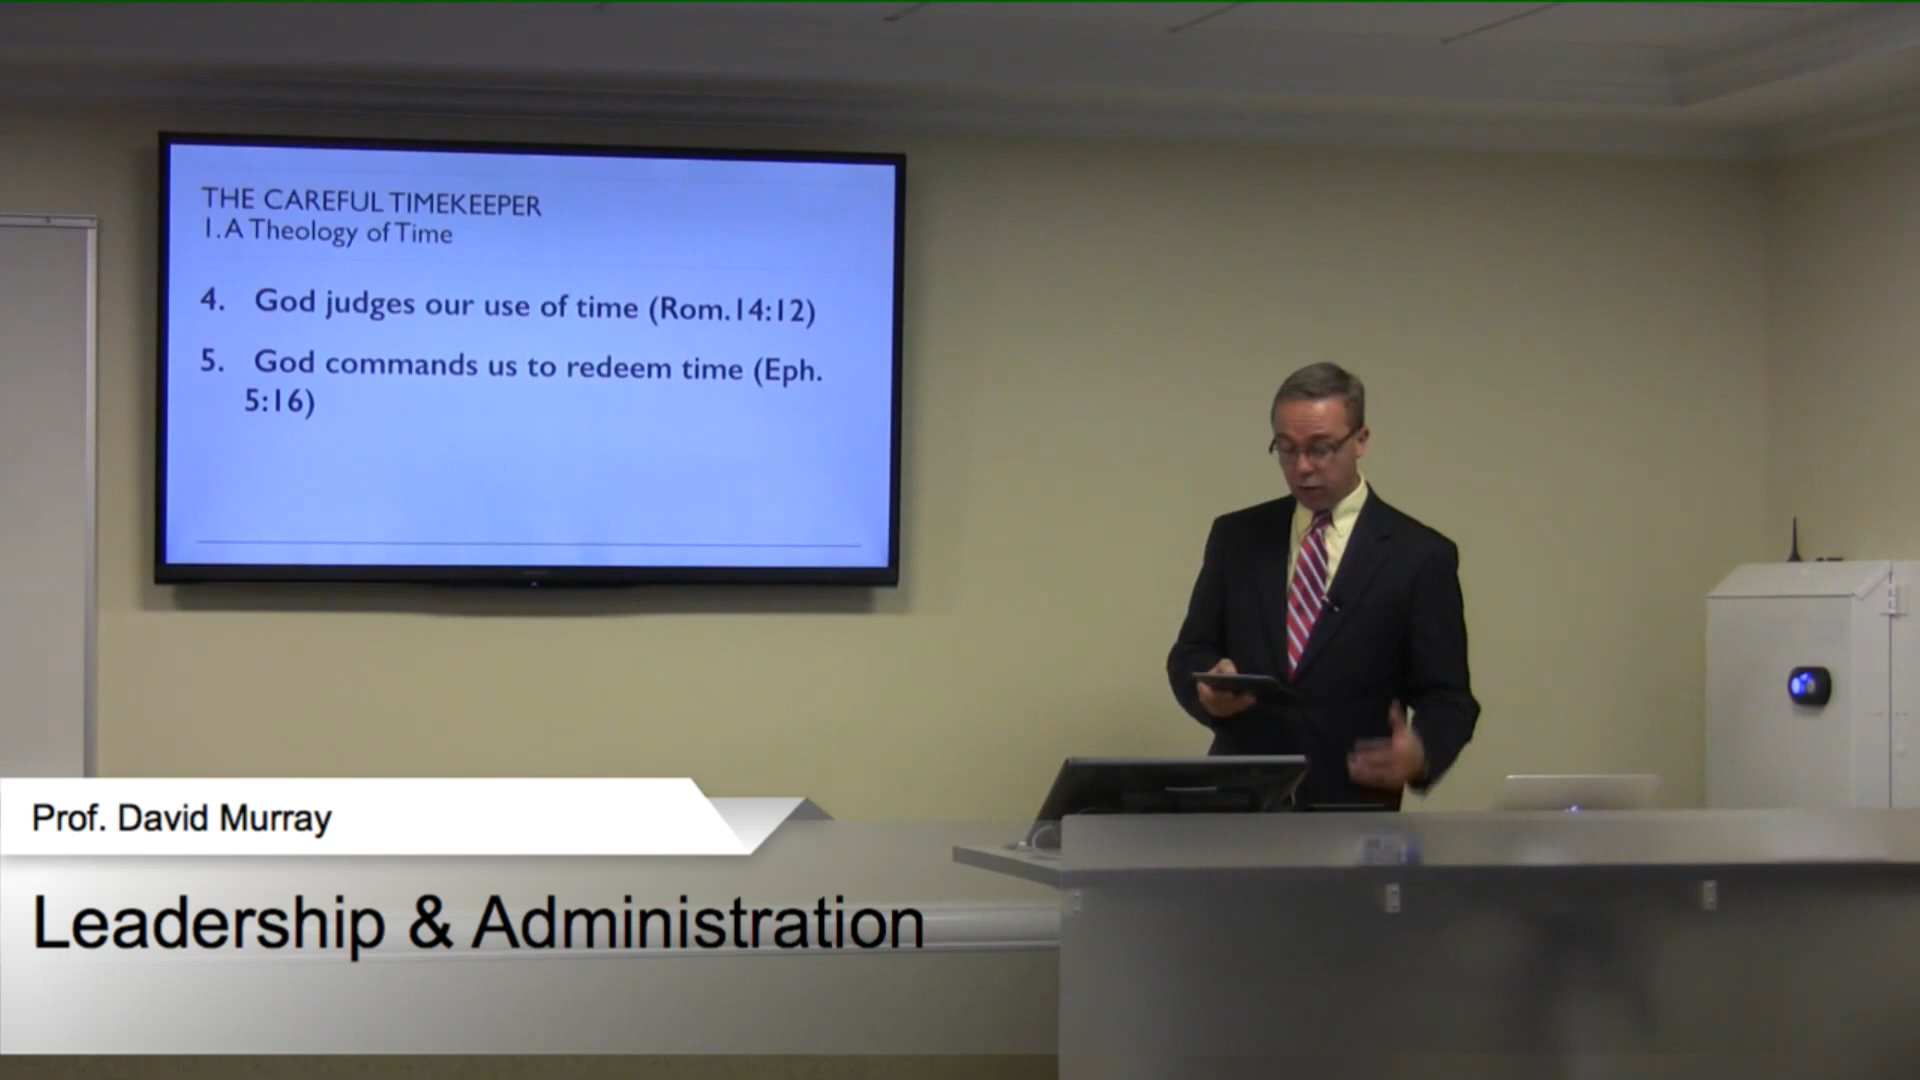 THE CAREFUL TIMEKEEPER
1. A Theology of Time
4. God judges our use of time (Rom.14:12)
5. God commands us to redeem time (Eph.
5:16)
Prof. David Murray
Leadership & Administration